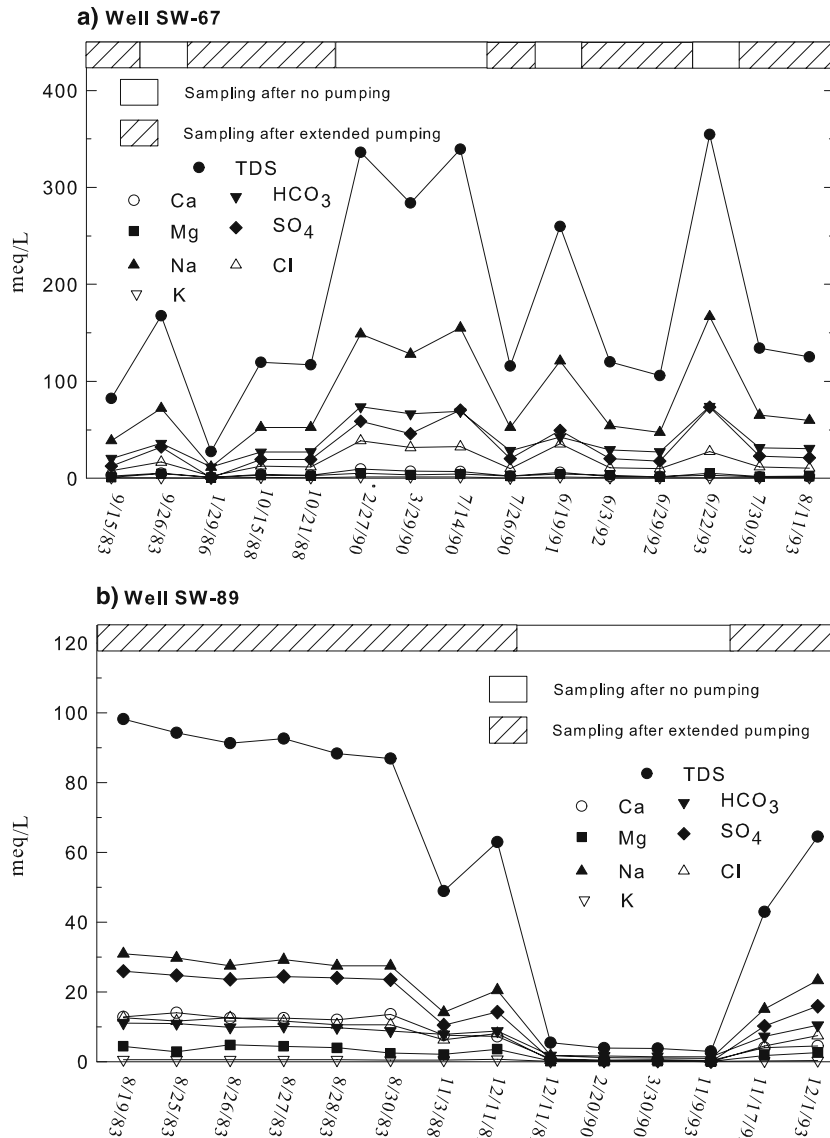 a) Well SW-67
Sampling after no pumping
Sampling after extended pumping
TDS
Ca
HCO3
Mg
SO4
Na
Cl
K
meq/L
400
300
200
100
0
9/15/83
9/26/83
1/29/86
10/15/88
10/21/88
2/27/90
3/29/90
7/14/90
7/26/90
6/19/91
6/3/92
6/29/92
6/22/93
7/30/93
8/11/93
b) Well SW-89
Sampling after no pumping
Sampling after extended pumping
TDS
Ca
HCO3
Mg
SO4
Na
Cl
K
meq/L
120
100
80
60
40
20
0
8/19/83
8/25/83
8/26/83
8/27/83
8/28/83
8/30/83
2/20/90
3/30/90
11/9/93
12/1/93